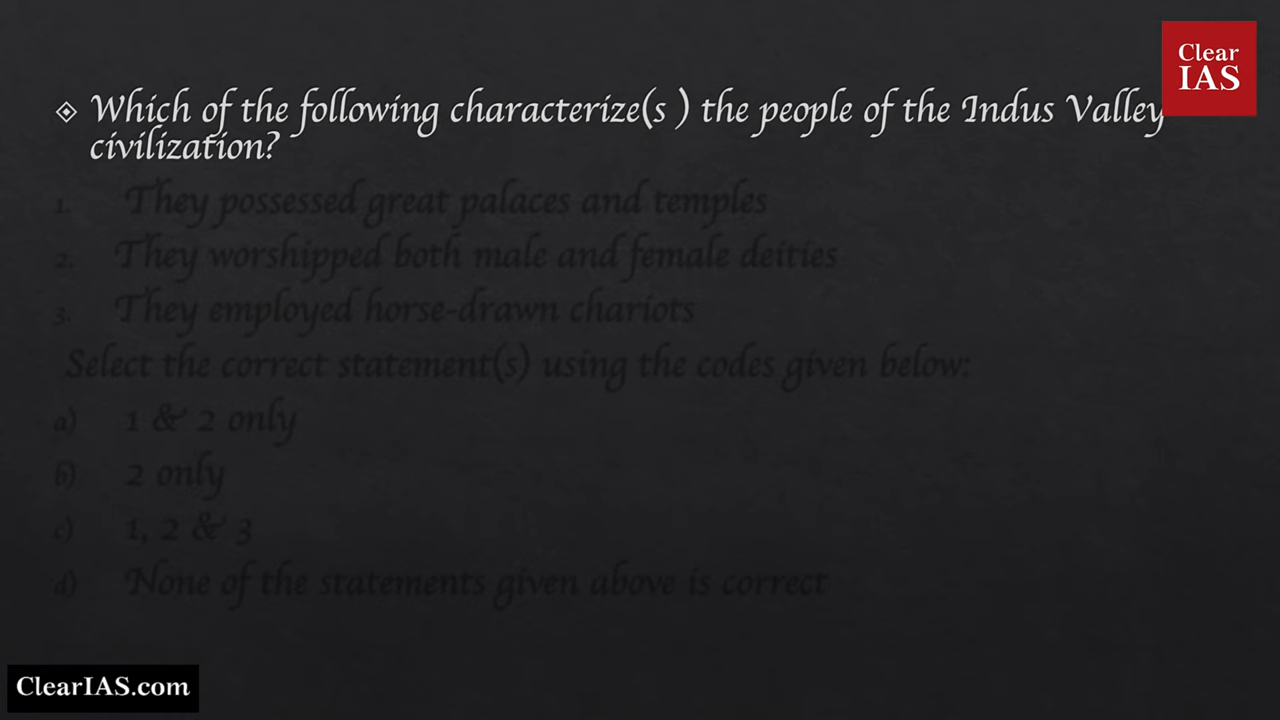 Clear
IAS
Which of the following characterize(s ) the people of the Indus Valley
civilization?
1. They possessed great palaces and temples
2. They worshipped both male and female deities
3. They employed horse-drawn chariots
Select the correct statement(s) using the codes given below:
a) 1 & 2 only
b) 2 only
c) 1, 2 & 3
d) None of the statements given above is correct
ClearIAS.com